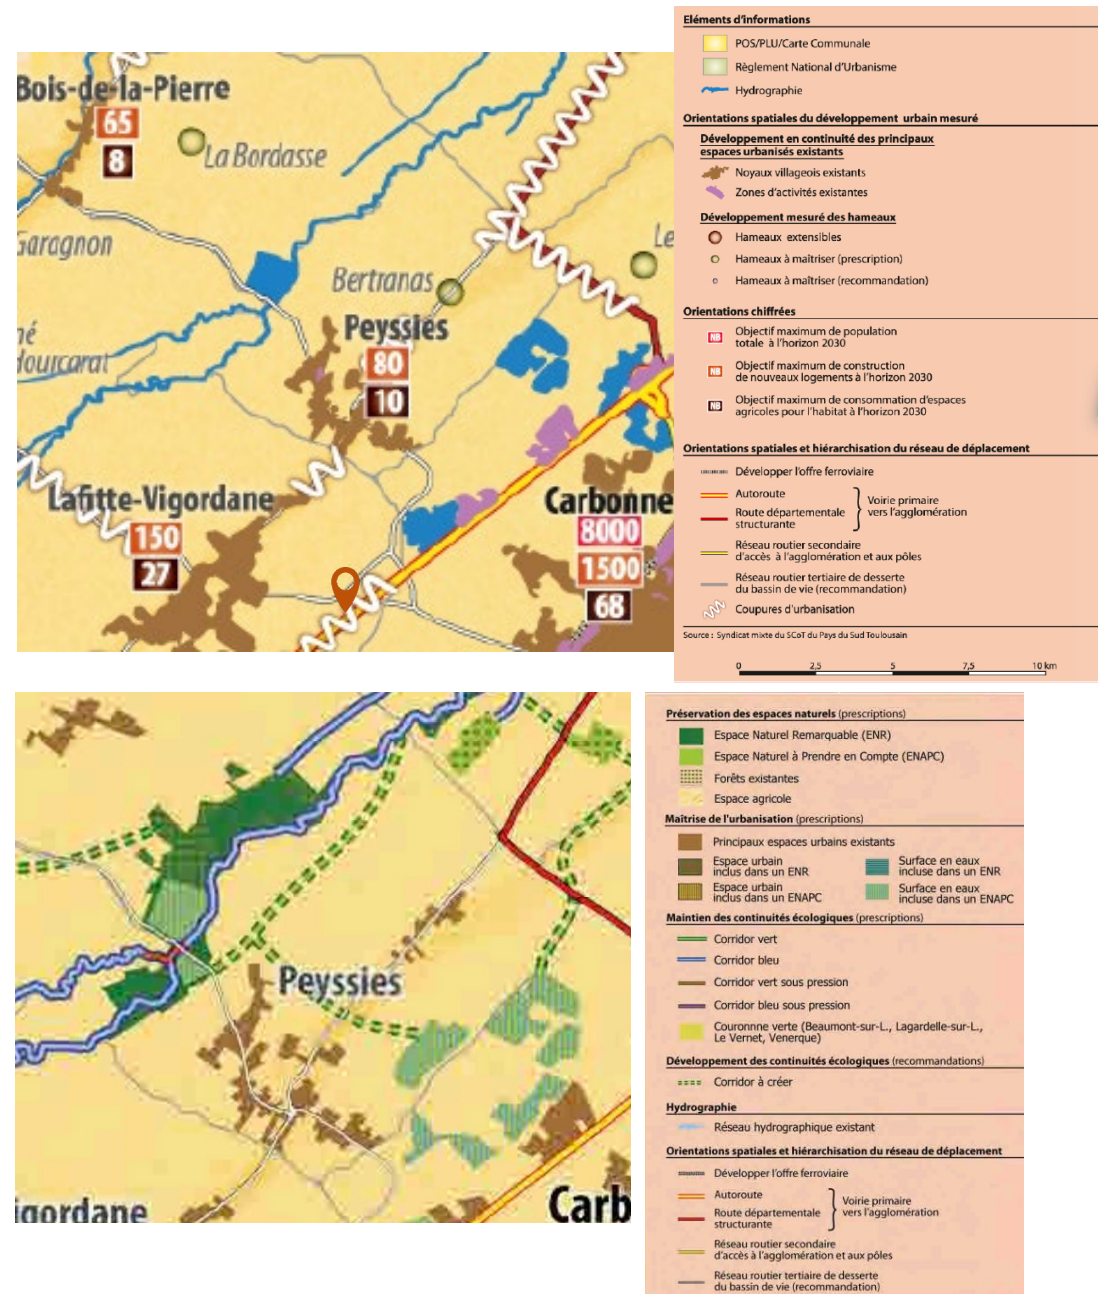 Bois-de-la-Pierre
65
8
La Bordasse
Garagnon
Le
Bertranas
Peyssies
80
10
né
Lafitte-Vigordane
150
27
Carbonne
8000
1500
68
Eléments d'informations
POS/PLU/Carte Communale
Règlement National d'Urbanisme
Hydrographie
Orientations spatiales du développement urbain mesuré
Développement en continuité des principaux
espaces urbanisés existants
Noyaux villageois existants
Zones d'activités existantes
Développement mesuré des hameaux
Hameaux extensibles
Hameaux à maîtriser (prescription)
Hameaux à maîtriser (recommandation)
Orientations chiffrées
NB Objectif maximum de population
totale à l'horizon 2030
NB Objectif maximum de construction
de nouveaux logements à l'horizon 2030
NB Objectif maximum de consommation d'espaces
agricoles pour l'habitat à l'horizon 2030
Orientations spatiales et hiérarchisation du réseau de déplacement
Développer l'offre ferroviaire
Autoroute
Route départementale
structurante
Voirie primaire
vers l'agglomération
Réseau routier secondaire
d'accès à l'agglomération et aux pôles
Réseau routier tertiaire de desserte
du bassin de vie (recommandation)
Coupures d'urbanisation
Source : Syndicat mixte du SCoT du Pays du Sud Toulousain
0 2,5 5 7,5 10 km
Peyssies
igordane
Carb
Préservation des espaces naturels (prescriptions)
Espace Naturel Remarquable (ENR)
Espace Naturel à Prendre en Compte (ENAPC)
Forêts existantes
Espace agricole
Maîtrise de l'urbanisation (prescriptions)
Principaux espaces urbains existants
Espace urbain
inclus dans un ENR
Surface en eaux
incluse dans un ENR
Espace urbain
inclus dans un ENAPC
Surface en eaux
incluse dans un ENAPC
Maintien des continuités écologiques (prescriptions)
Corridor vert
Corridor bleu
Corridor vert sous pression
Corridor bleu sous pression
Couronnne verte (Beaumont-sur-L., Lagardelle-sur-L.,
Le Vernet, Venerque)
Développement des continuités écologiques (recommandations)
Corridor à créer
Hydrographie
Réseau hydrographique existant
Orientations spatiales et hiérarchisation du réseau de déplacement
Développer l'offre ferroviaire
Autoroute
Route départementale
structurante
Voirie primaire
vers l'agglomération
Réseau routier secondaire
d'accès à l'agglomération et aux pôles
Réseau routier tertiaire de desserte
du bassin de vie (recommandation)